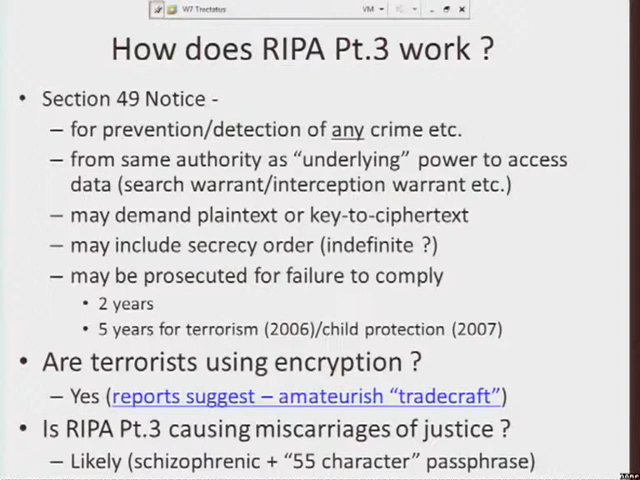 W7 Trectatus
VM
How does RIPA Pt.3 work ?
• Section 49 Notice -
– for prevention/detection of any crime etc.
– from same authority as “underlying” power to access
data (search warrant/interception warrant etc.)
– may demand plaintext or key-to-ciphertext
– may include secrecy order (indefinite ?)
– may be prosecuted for failure to comply
• 2 years
• 5 years for terrorism (2006)/child protection (2007)
• Are terrorists using encryption ?
– Yes (reports suggest – amateurish “tradecraft”)
• Is RIPA Pt.3 causing miscarriages of justice ?
– Likely (schizophrenic + “55 character” passphrase)